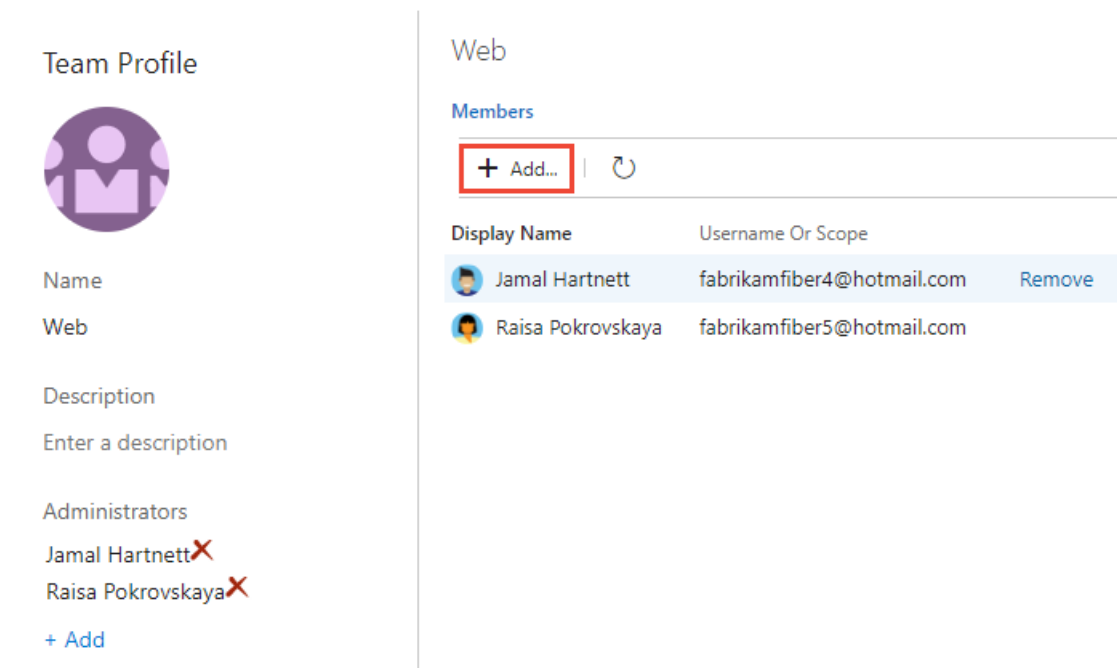 Team Profile
Name
Web
Description
Enter a description
Administrators
Jamal Hartnett
Raisa Pokrovskaya
+ Add
Web
Members
+ Add...
Display Name Username Or Scope
Jamal Hartnett fabrikamfiber4@hotmail.com Remove
Raisa Pokrovskaya fabrikamfiber5@hotmail.com